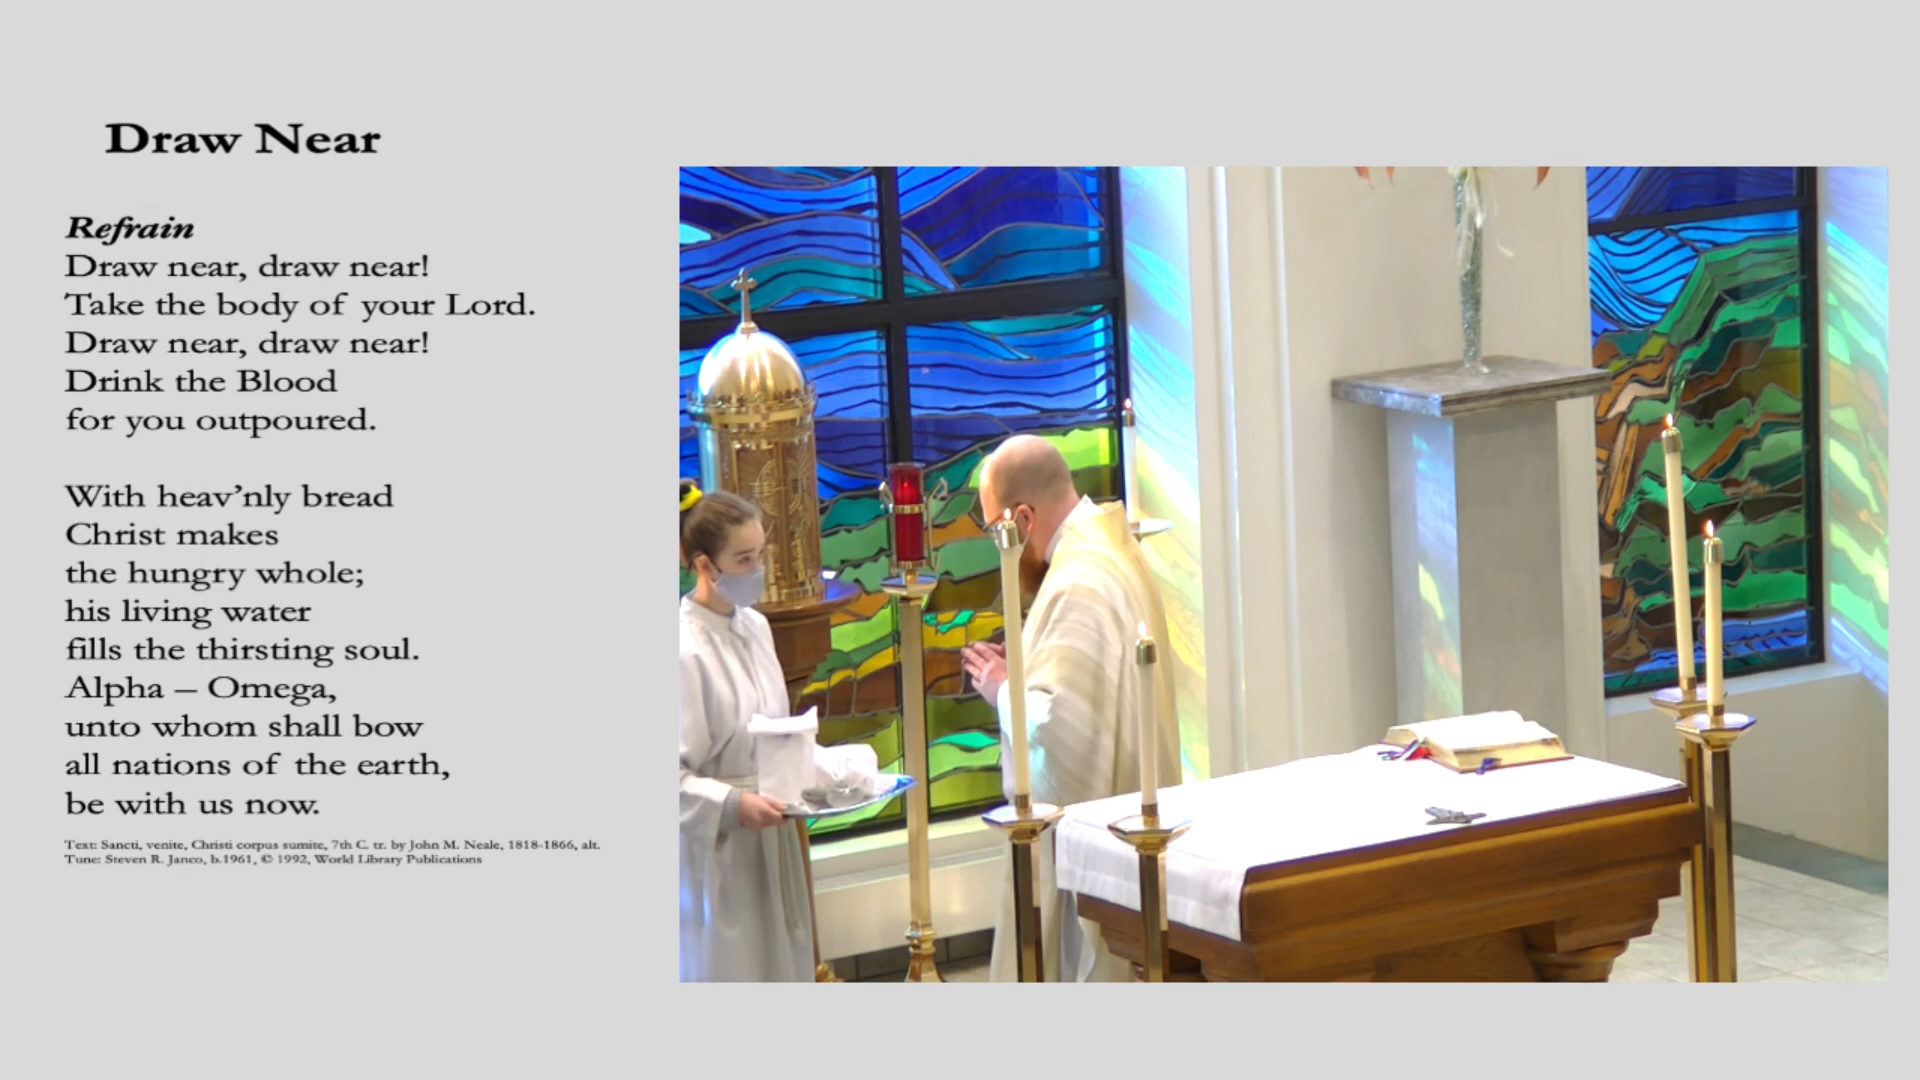 Draw Near
Refrain
Draw near, draw near!
Take the body of your Lord.
Draw near, draw near!
Drink the Blood
for you outpoured.
With heav’nly bread
Christ makes
the hungry whole;
his living water
fills the thirsting soul.
Alpha – Omega,
unto whom shall bow
all nations of the earth,
be with us now.
Text: Sancti, venite, Christi corpus sumite, 7th C. tr. by John M. Neale, 1818-1866, alt.
Tune: Steven R. Janco, b.1961, © 1992, World Library Publications